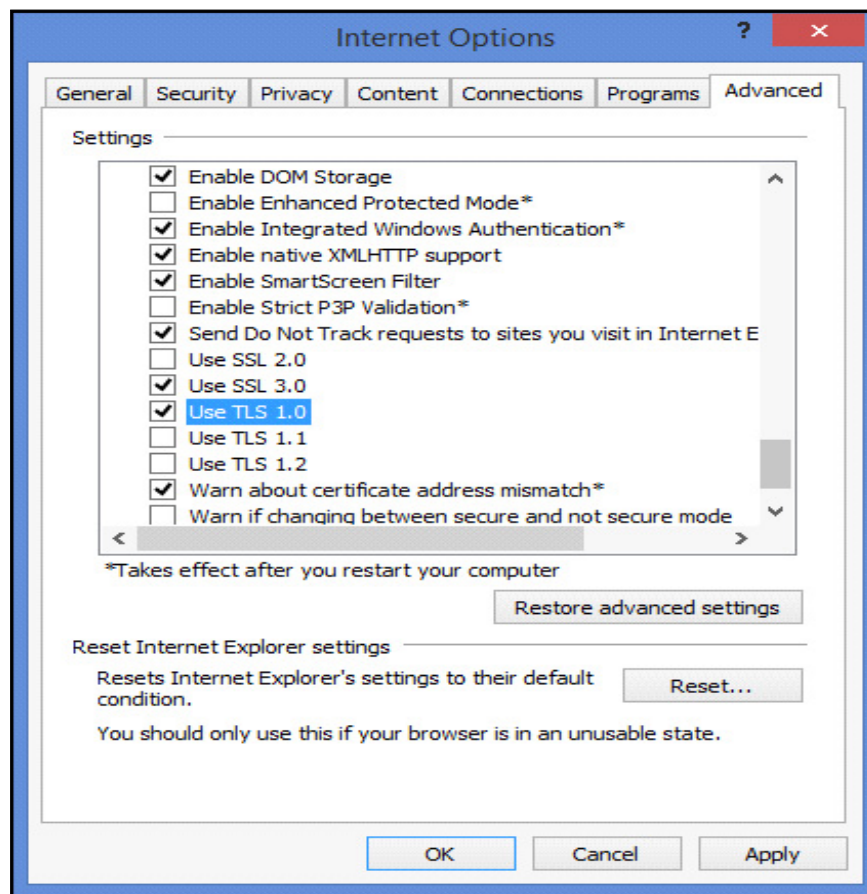 Internet Options
?
General Security Privacy Content Connections Programs Advanced
Settings
Enable DOM Storage
Enable Enhanced Protected Mode*
Enable Integrated Windows Authentication*
Enable native XMLHTTP support
Enable SmartScreen Filter
Enable Strict P3P Validation*
Send Do Not Track requests to sites you visit in Internet E
Use SSL 2.0
Use SSL 3.0
Use TLS 1.0
Use TLS 1.1
Use TLS 1.2
Warn about certificate address mismatch*
Warn if changing between secure and not secure mode
*Takes effect after you restart your computer
Restore advanced settings
Reset Internet Explorer settings
Resets Internet Explorer's settings to their default
condition.
Reset...
You should only use this if your browser is in an unusable state.
OK Cancel Apply